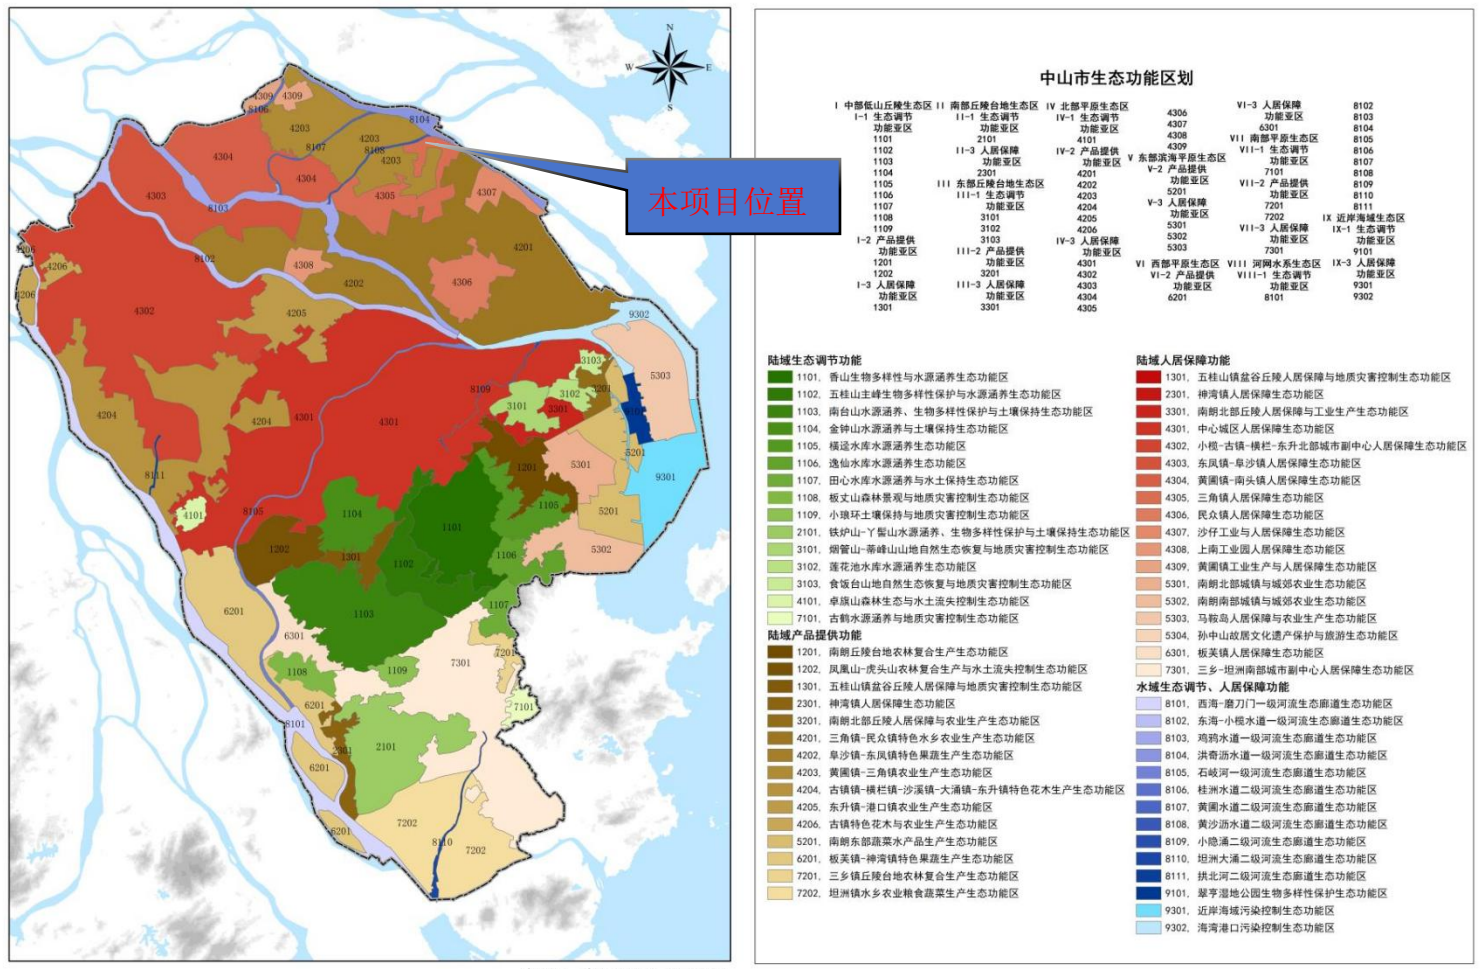 N
W
E
S
4309
4309
8106
4203
8104
4203
8107
8108
4203
4304
4304
4305
4307
4303
8103
本项目位置
4206
4206
4206
8102
4308
4201
4306
4202
4302
4205
9302
5303
3103
3102
3201
8109
3101
3301
4204
4204
4301
4301
5201
1201
5301
9301
8111
4101
8105
1104
1101
1105
5201
1202
1301
1102
1106
5302
1103
1107
6201
6301
1108
1109
7301
7201
7101
6201
8101
2301
2101
6201
6201
7202
8110
7202
中山市生态功能区划
I 中部低山丘陵生态区
I-1 生态调节
功能亚区
1101
1102
1103
1104
1105
1106
1107
1108
1109
I-2 产品提供
功能亚区
1201
1202
I-3 人居保障
功能亚区
1301
II 南部丘陵台地生态区
II-1 生态调节
功能亚区
2101
II-3 人居保障
功能亚区
2301
III 东部丘陵台地生态区
III-1 生态调节
功能亚区
3101
3102
3103
III-2 产品提供
功能亚区
3201
III-3 人居保障
功能亚区
3301
IV 北部平原生态区
IV-1 生态调节
功能亚区
4101
IV-2 产品提供
功能亚区
4201
4202
4203
4204
4205
4206
IV-3 人居保障
功能亚区
4301
4302
4303
4304
4305
4306
4307
4308
4309
V 东部滨海平原生态区
V-2 产品提供
功能亚区
5201
V-3 人居保障
功能亚区
5301
5302
5303
VI 西部平原生态区
VI-2 产品提供
功能亚区
6201
VI-3 人居保障
功能亚区
6301
VII 南部平原生态区
VII-1 生态调节
功能亚区
7101
VII-2 产品提供
功能亚区
7201
7202
VII-3 人居保障
功能亚区
7301
VIII 河网水系生态区
VIII-1 生态调节
功能亚区
8101
8102
8103
8104
8105
8106
8107
8108
8109
8110
8111
IX 近岸海域生态区
IX-1 生态调节
功能亚区
9101
IX-3 人居保障
功能亚区
9301
9302
陆域生态调节功能
1101, 香山生物多样性与水源涵养生态功能区
1102, 五桂山主峰生物多样性保护与水源涵养生态功能区
1103, 南台山水源涵养、生物多样性保护与土壤保持生态功能区
1104, 金钟山水源涵养与土壤保持生态功能区
1105, 横迳水库水源涵养生态功能区
1106, 逸仙水库水源涵养生态功能区
1107, 田心水库水源涵养与水土保持生态功能区
1108, 板丈山森林景观与地质灾害控制生态功能区
1109, 小琅环土壤保持与地质灾害控制生态功能区
2101, 铁炉山-丫髻山水源涵养、生物多样性保护与土壤保持生态功能区
3101, 烟管山-蒂峰山山地自然生态恢复与地质灾害控制生态功能区
3102, 莲花池水库水源涵养生态功能区
3103, 食饭台山地自然生态恢复与地质灾害控制生态功能区
4101, 卓旗山森林生态与水土流失控制生态功能区
7101, 古鹤水源涵养与地质灾害控制生态功能区
陆域产品提供功能
1201, 南朗丘陵台地农林复合生产生态功能区
1202, 凤凰山-虎头山农林复合生产与水土流失控制生态功能区
1301, 五桂山镇盆谷丘陵人居保障与地质灾害控制生态功能区
2301, 神湾镇人居保障生态功能区
3201, 南朗北部丘陵人居保障与农业生产生态功能区
4201, 三角镇-民众镇特色水乡农业生产生态功能区
4202, 阜沙镇-东凤镇特色果蔬生产生态功能区
4203, 黄圃镇-三角镇农业生产生态功能区
4204, 古镇镇-横栏镇-沙溪镇-大涌镇-东升镇特色花木生产生态功能区
4205, 东升镇-港口镇农业生产生态功能区
4206, 古镇特色花木与农业生产生态功能区
5201, 南朗东部蔬菜水产品生产生态功能区
6201, 板芙镇-神湾镇特色果蔬生产生态功能区
7201, 三乡镇丘陵台地农林复合生产生态功能区
7202, 坦洲镇水乡农业粮食蔬菜生产生态功能区
陆域人居保障功能
1301, 五桂山镇盆谷丘陵人居保障与地质灾害控制生态功能区
2301, 神湾镇人居保障生态功能区
3301, 南朗北部丘陵人居保障与工业生产生态功能区
4301, 中心城区人居保障生态功能区
4302, 小榄-古镇-横栏-东升北部城市副中心人居保障生态功能区
4303, 东凤镇-阜沙镇人居保障生态功能区
4304, 黄圃镇-南头镇人居保障生态功能区
4305, 三角镇人居保障生态功能区
4306, 民众镇人居保障生态功能区
4307, 沙仔工业与人居保障生态功能区
4308, 上南工业园人居保障生态功能区
4309, 黄圃镇工业生产与人居保障生态功能区
5301, 南朗北部城镇与城郊农业生态功能区
5302, 南朗南部城镇与城郊农业生态功能区
5303, 马鞍岛人居保障与农业生产生态功能区
5304, 孙中山故居文化遗产保护与旅游生态功能区
6301, 板芙镇人居保障生态功能区
7301, 三乡-坦洲南部城市副中心人居保障生态功能区
水域生态调节、人居保障功能
8101, 西海-磨刀门一级河流生态廊道生态功能区
8102, 东海-小榄水道一级河流生态廊道生态功能区
8103, 鸡鸦水道一级河流生态廊道生态功能区
8104, 洪奇沥水道一级河流生态廊道生态功能区
8105, 石岐河一级河流生态廊道生态功能区
8106, 桂洲水道二级河流生态廊道生态功能区
8107, 黄圃水道二级河流生态廊道生态功能区
8108, 黄沙沥水道二级河流生态廊道生态功能区
8109, 小隐涌二级河流生态廊道生态功能区
8110, 坦洲大涌二级河流生态廊道生态功能区
8111, 拱北河二级河流生态廊道生态功能区
9101, 翠亨湿地公园生物多样性保护生态功能区
9301, 近岸海域污染控制生态功能区
9302, 海湾港口污染控制生态功能区